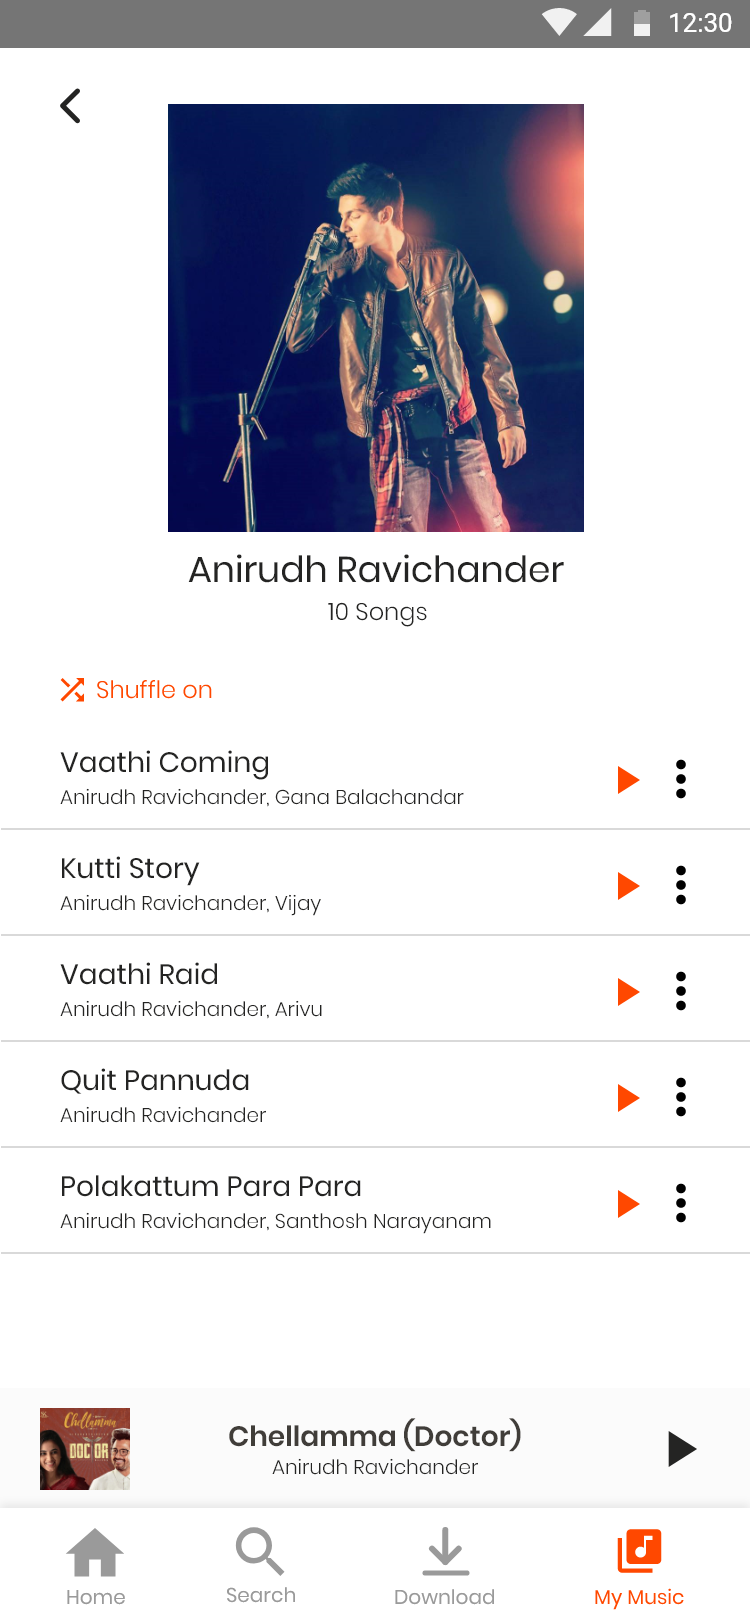 12:30
Anirudh Ravichander
10 Songs
Shuffle on
Vaathi Coming
Anirudh Ravichander, Gana Balachandar
Kutti Story
Anirudh Ravichander, Vijay
Vaathi Raid
Anirudh Ravichander, Arivu
Quit Pannuda
Anirudh Ravichander
Polakattum Para Para
Anirudh Ravichander, Santhosh Narayanam
Chellamma
DOCTOR
Chellamma (Doctor)
Anirudh Ravichander
Home
Search
Download
My Music